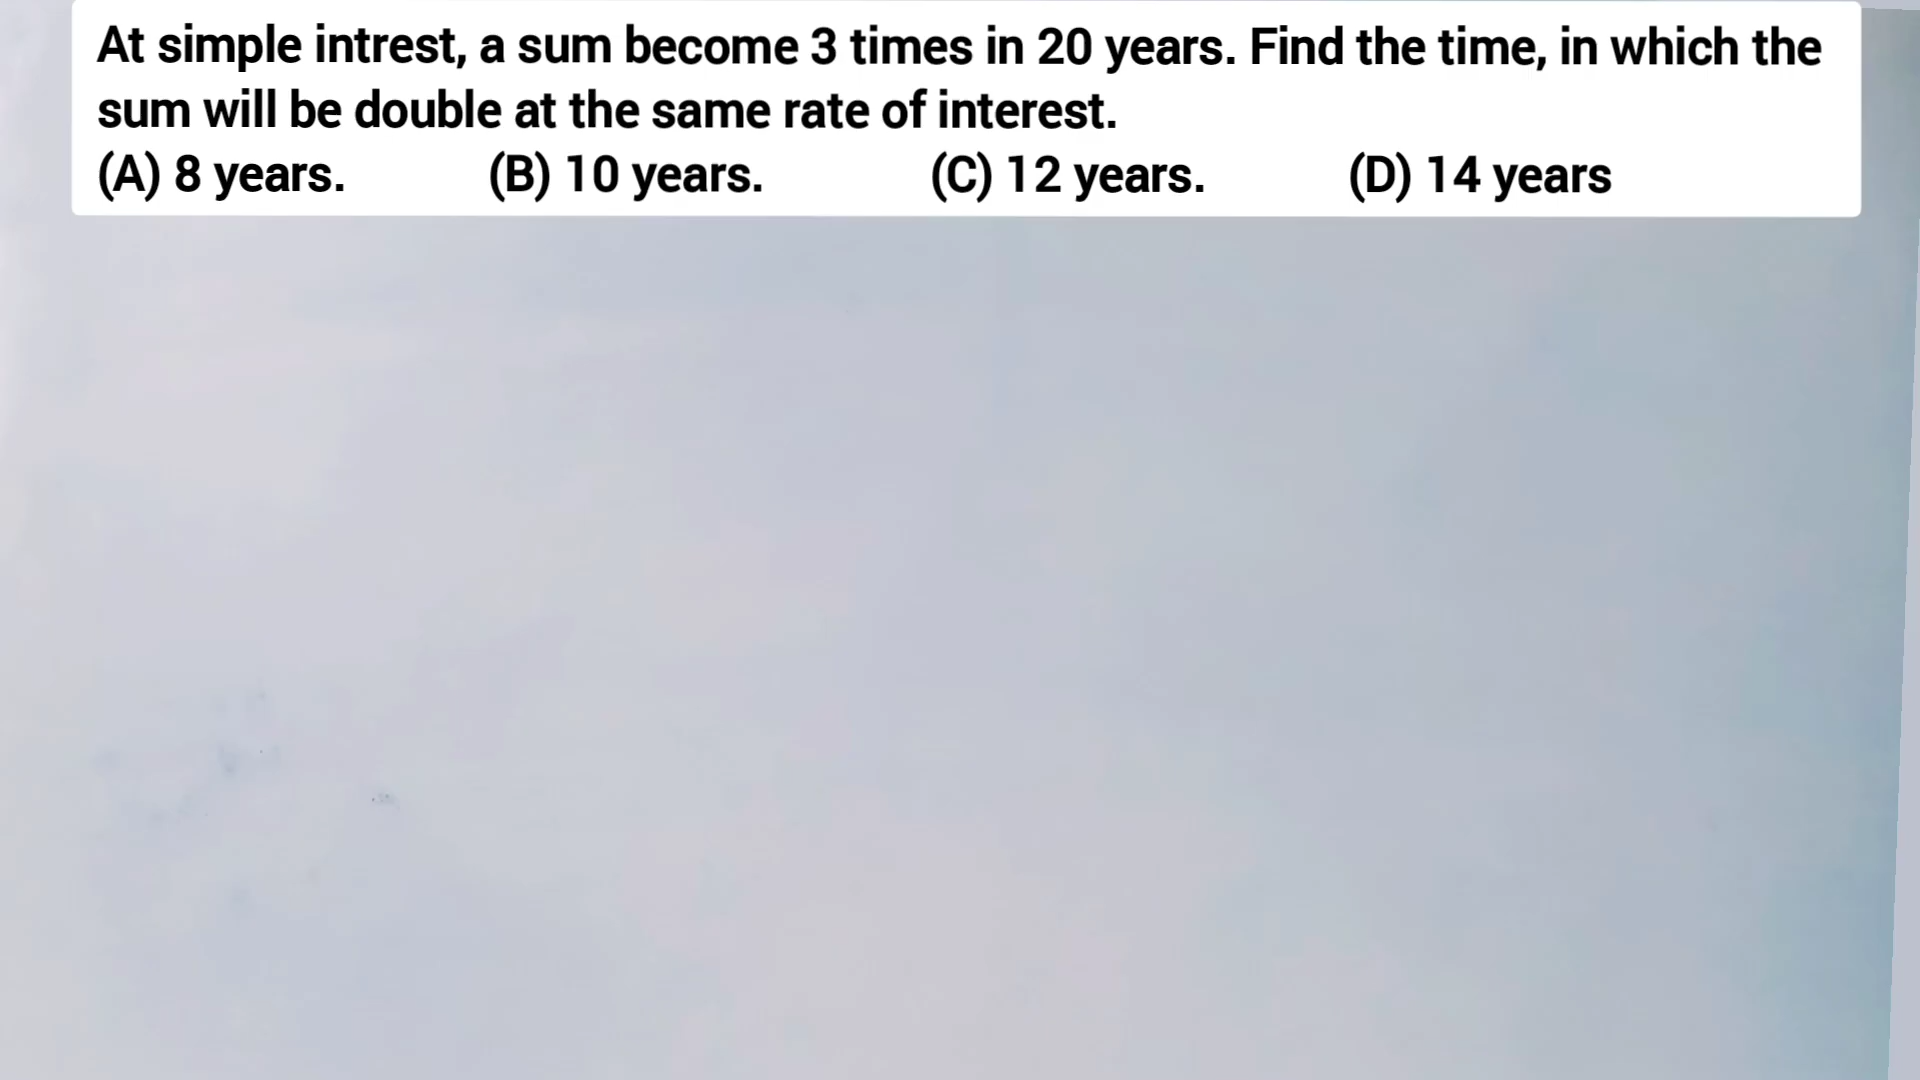 At simple intrest, a sum become 3 times in 20 years. Find the time, in which the
sum will be double at the same rate of interest.
(A) 8 years. (B) 10 years. (C) 12 years. (D) 14 years